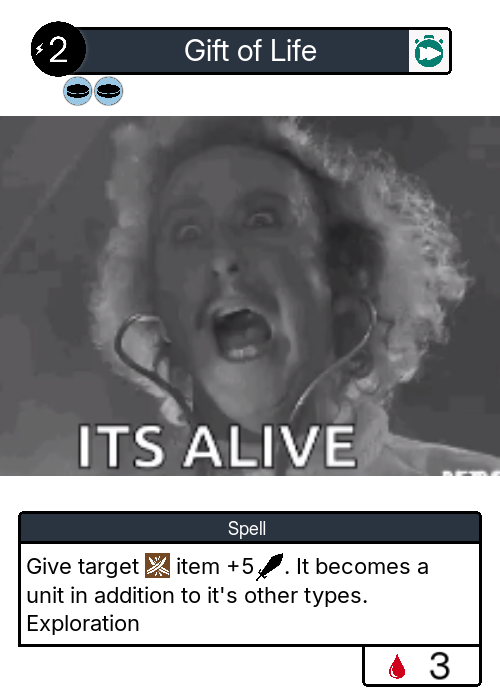 2
Gift of Life
ITS ALIVE
Spell
Give target item +5. It becomes a
unit in addition to it's other types.
Exploration
3